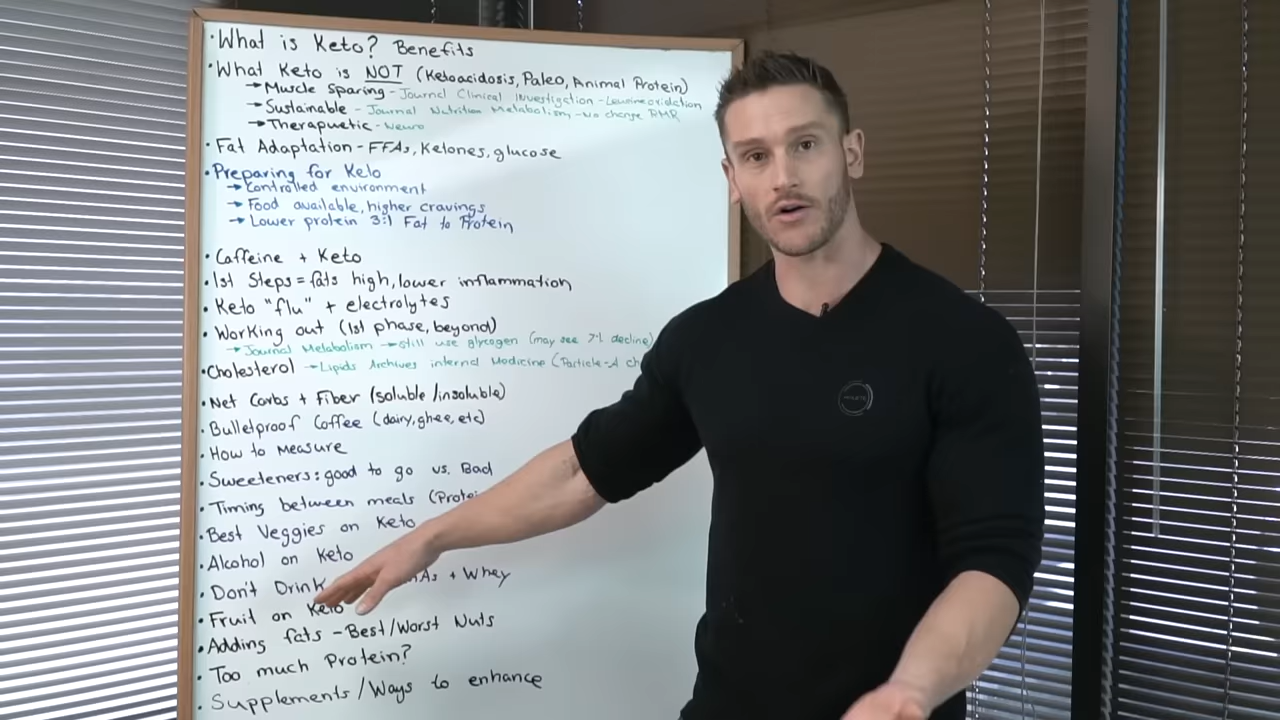 • What is Keto? Benefits
• What Keto is NOT (Ketoacidosis, Paleo, Animal Protein)
→ Muscle Sparing - Journal Clinical Investigation - Leucine oxidation
→ Sustainable - Journal Nutrition Metabolism - No change RMR
→ Therapuetic - Neuro
• Fat Adaptation - FFAs, Ketones, glucose
• Preparing for Keto
→ Controlled environment
→ Food available, higher cravings
→ Lower protein 3:1 Fat to Protein
• Caffeine + Keto
• 1st Steps = fats high, lower inflammation
• Keto "flu" + electrolytes
• Working out (1st phase, beyond)
→ Journal Metabolism → still use glycogen (may see 7% decline)
• Cholesterol → Lipids Archives internal Medicine (Particle-A ch
• Net Carbs + Fiber (soluble/insoluble)
• Bulletproof Coffee (dairy, ghee, etc)
• How to Measure
• Sweeteners: good to go vs. Bad
• Timing between meals (Prote
• Best Veggies on Keto
• Alcohol on Keto
• Don't Drink As + Whey
• Fruit on Keto
• Adding fats - Best/Worst Nuts
• Too much Protein?
• Supplements/Ways to enhance